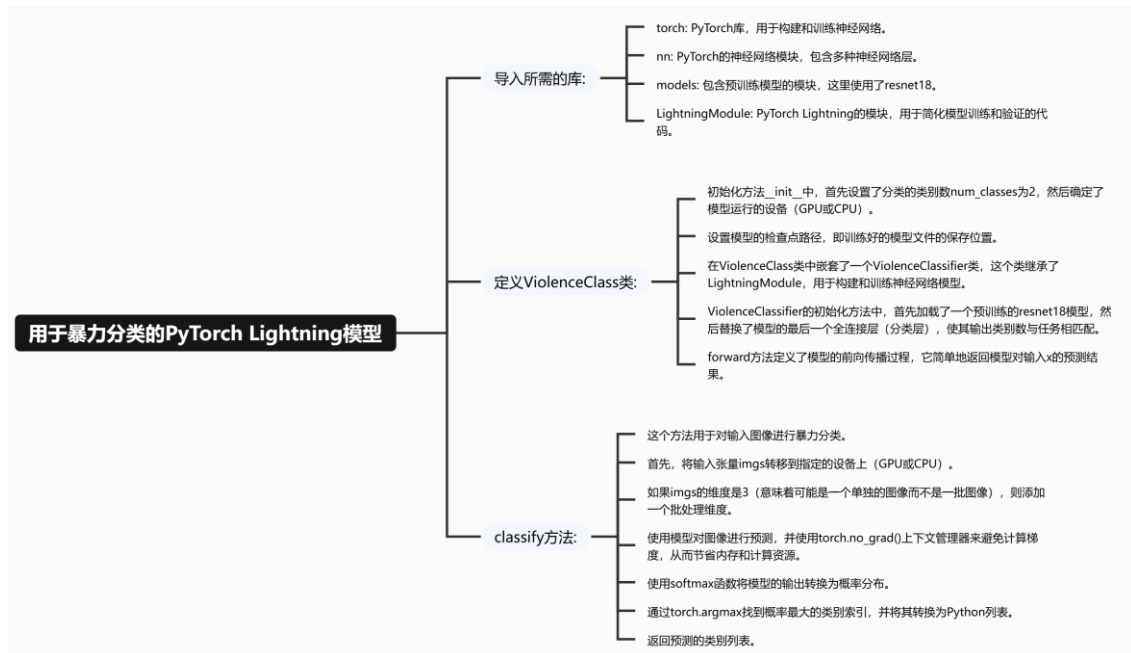 用于暴力分类的PyTorch Lightning模型
导入所需的库:
torch: PyTorch库，用于构建和训练神经网络。
nn: PyTorch的神经网络模块，包含多种神经网络层。
models: 包含预训练模型的模块，这里使用了resnet18。
LightningModule: PyTorch Lightning的模块，用于简化模型训练和验证的代
码。
定义ViolenceClass类:
初始化方法__init__中，首先设置了分类的类别数num_classes为2，然后确定了
模型运行的设备（GPU或CPU）。
设置模型的检查点路径，即训练好的模型文件的保存位置。
在ViolenceClass类中嵌套了一个ViolenceClassifier类，这个类继承了
LightningModule，用于构建和训练神经网络模型。
ViolenceClassifier的初始化方法中，首先加载了一个预训练的resnet18模型，然
后替换了模型的最后一个全连接层（分类层），使其输出类别数与任务相匹配。
forward方法定义了模型的前向传播过程，它简单地返回模型对输入x的预测结
果。
classify方法:
这个方法用于对输入图像进行暴力分类。
首先，将输入张量imgs转移到指定的设备上（GPU或CPU）。
如果imgs的维度是3（意味着可能是一个单独的图像而不是一批图像），则添加
一个批处理维度。
使用模型对图像进行预测，并使用torch.no_grad()上下文管理器来避免计算梯
度，从而节省内存和计算资源。
使用softmax函数将模型的输出转换为概率分布。
通过torch.argmax找到概率最大的类别索引，并将其转换为Python列表。
返回预测的类别列表。